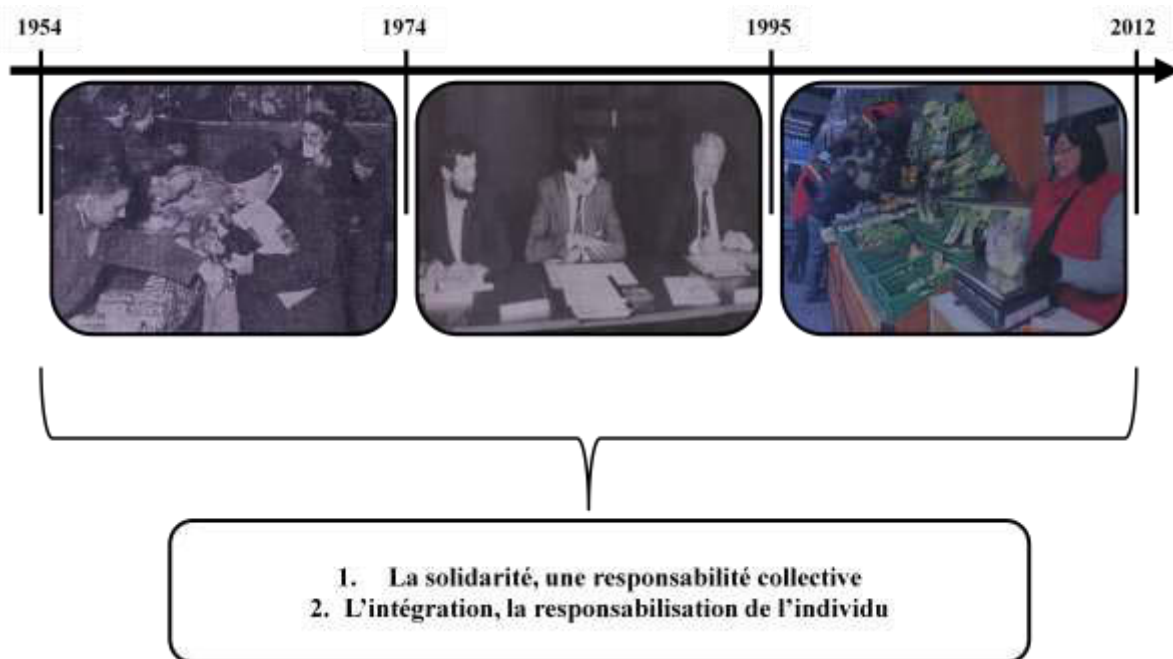 1954
1974
1995
2012
1. La solidarité, une responsabilité collective
2. L’intégration, la responsabilisation de l’individu